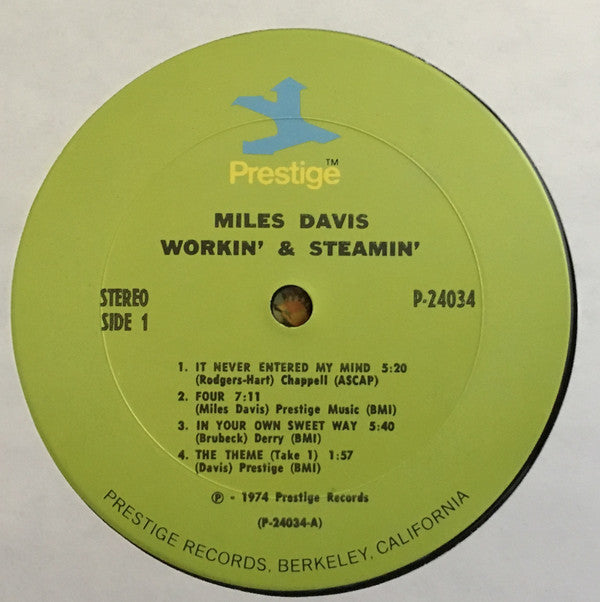 Prestige™
MILES DAVIS
WORKIN' & STEAMIN'
STEREO
SIDE 1
P-24034
1. IT NEVER ENTERED MY MIND 5:20
(Rodgers-Hart) Chappell (ASCAP)
2. FOUR 7:11
(Miles Davis) Prestige Music (BMI)
3. IN YOUR OWN SWEET WAY 5:40
(Brubeck) Derry (BMI)
4. THE THEME (Take 1) 1:57
(Davis) Prestige (BMI)
℗ - 1974 Prestige Records
(P-24034-A)
PRESTIGE RECORDS, BERKELEY, CALIFORNIA